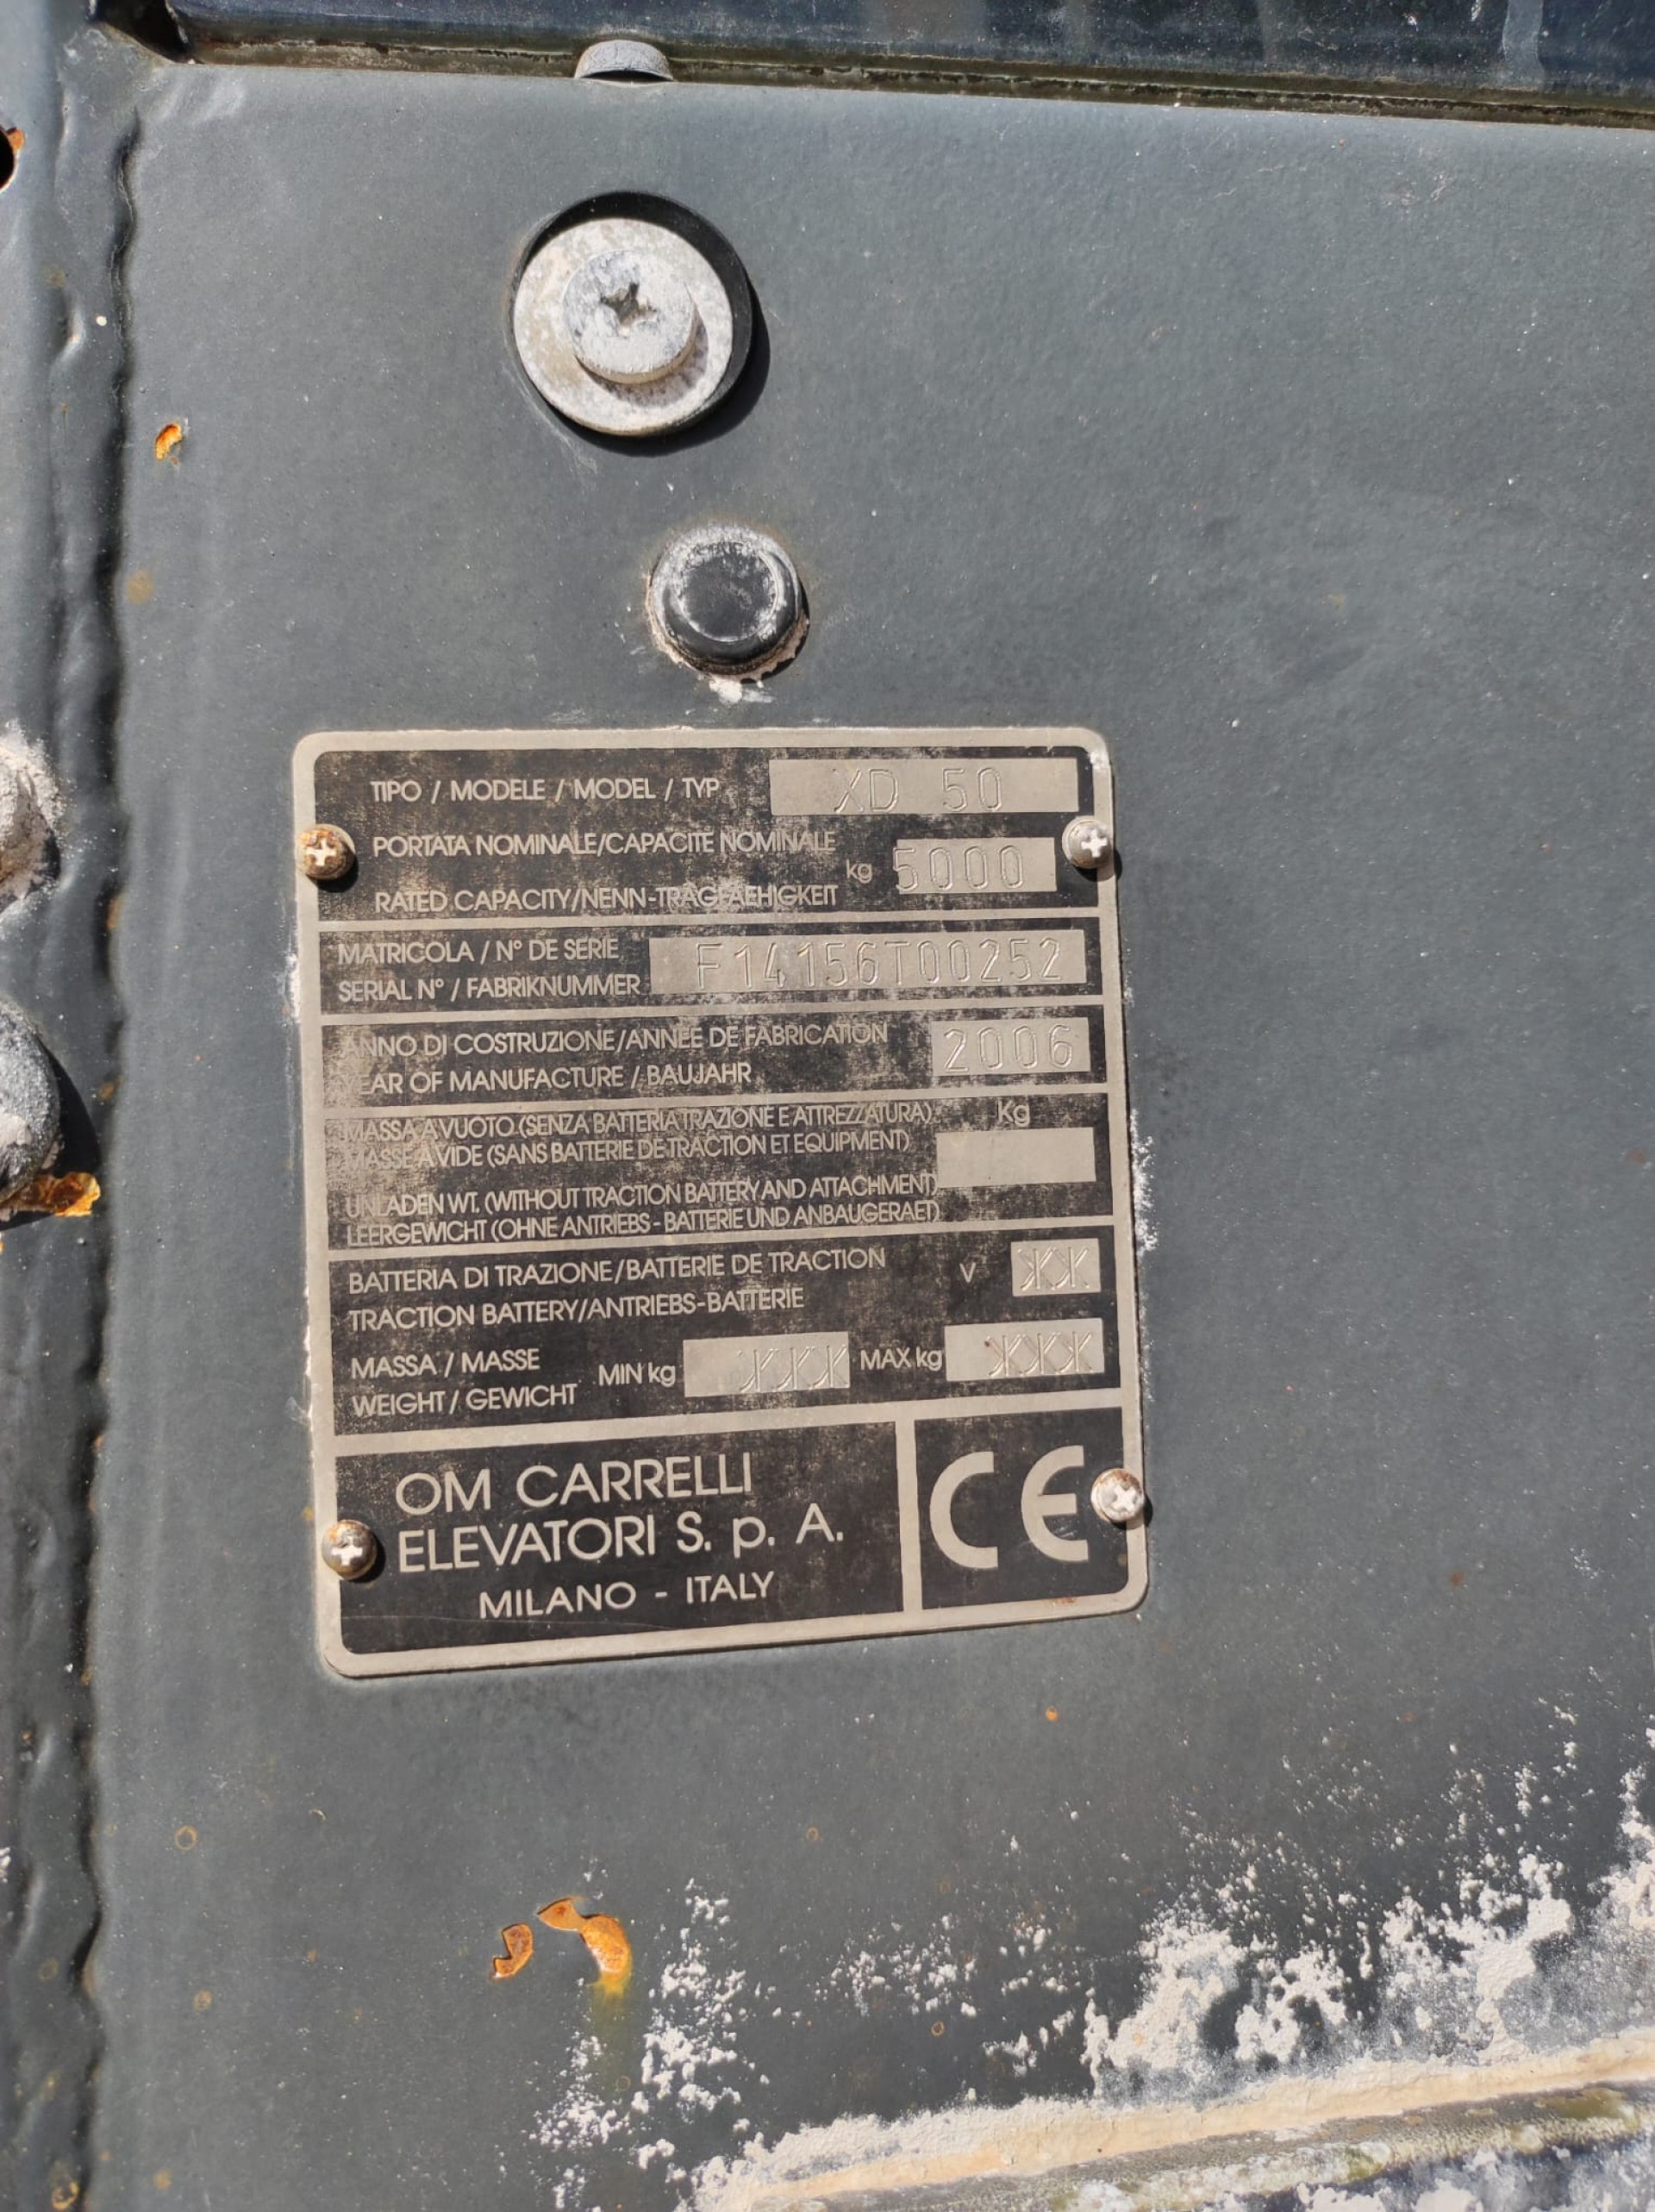 TIPO / MODELE / MODEL / TYP XD 50
PORTATA NOMINALE/CAPACITE NOMINALE
kg 5000
RATED CAPACITY/NENN-TRAGFAEHIGKEIT
MATRICOLA / N° DE SERIE
F14156T00252
SERIAL N° / FABRIKNUMMER
ANNO DI COSTRUZIONE/ANNEE DE FABRICATION
2006
YEAR OF MANUFACTURE / BAUJAHR
MASSA A VUOTO (SENZA BATTERIA TRAZIONE E ATTREZZATURA) Kg
MASSE A VIDE (SANS BATTERIE DE TRACTION ET EQUIPMENT)
UNLADEN WT. (WITHOUT TRACTION BATTERY AND ATTACHMENT)
LEERGEWICHT (OHNE ANTRIEBS - BATTERIE UND ANBAUGERAET)
BATTERIA DI TRAZIONE/BATTERIE DE TRACTION V XX
TRACTION BATTERY/ANTRIEBS-BATTERIE
MASSA / MASSE MIN kg XXX MAX kg XXX
WEIGHT / GEWICHT
OM CARRELLI
ELEVATORI S. p. A.
MILANO - ITALY
CE